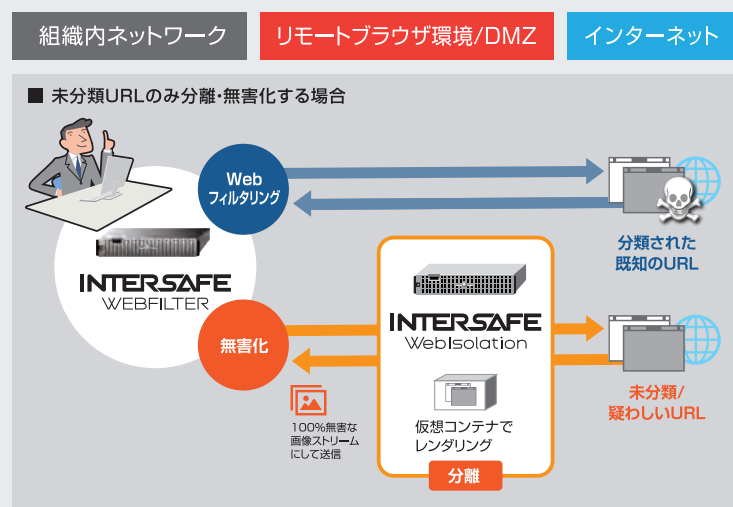 組織内ネットワーク
リモートブラウザ環境/DMZ
インターネット
■ 未分類URLのみ分離・無害化する場合
Web
フィルタリング
分類された
既知のURL
INTERSAFE
WEBFILTER
無害化
INTERSAFE
WebIsolation
未分類/
疑わしいURL
100%無害な
画像ストリーム
にして送信
仮想コンテナで
レンダリング
分離